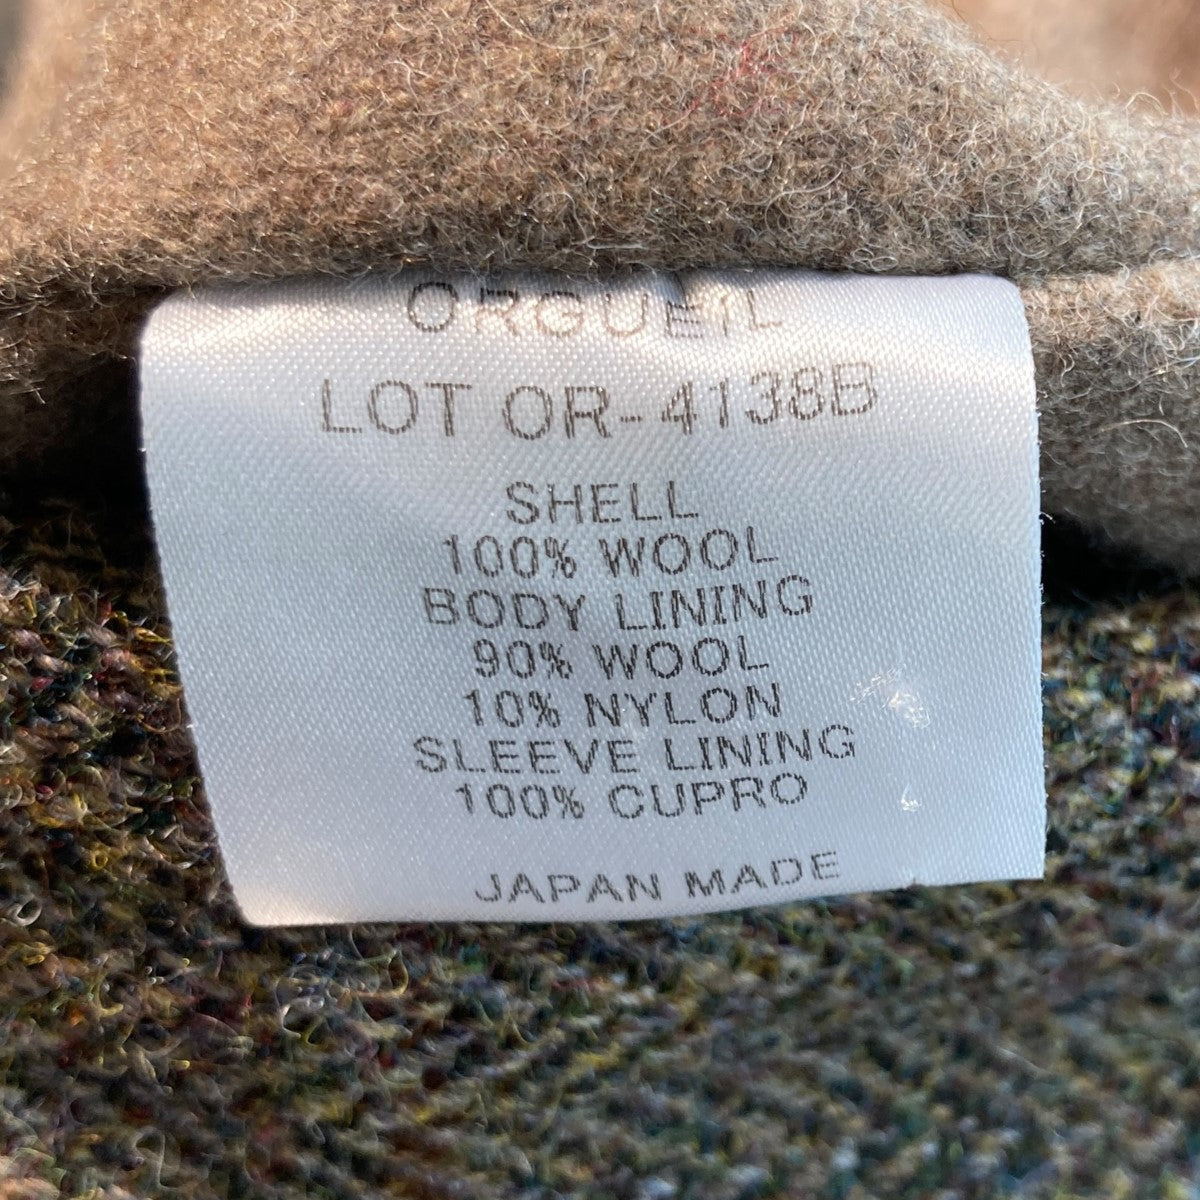 ORGUEIL
LOT OR-4138B
SHELL
100% WOOL
BODY LINING
90% WOOL
10% NYLON
SLEEVE LINING
100% CUPRO
JAPAN MADE